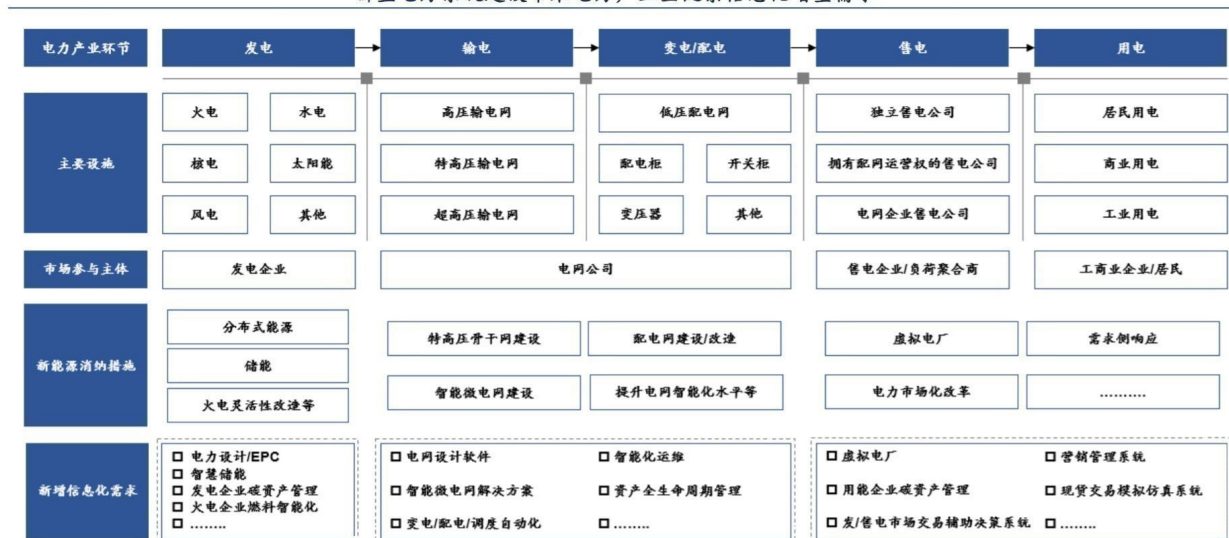 电力产业环节 发电 输电 变电/配电 售电 用电
主要设施
火电 水电 高压输电网 低压配电网 独立售电公司 居民用电
核电 太阳能 特高压输电网 配电柜 开关柜 拥有配网运营权的售电公司 商业用电
风电 其他 超高压输电网 变压器 其他 电网企业售电公司 工业用电
市场参与主体 发电企业 电网公司 售电企业/负荷聚合商 工商业企业/居民
新能源消纳措施
分布式能源 特高压骨干网建设 配电网建设/改造 虚拟电厂 需求侧响应
储能
火电灵活性改造等 智能微电网建设 提升电网智能化水平等 电力市场化改革 ..........
新增信息化需求
电力设计/EPC 电网设计软件 智能化运维 虚拟电厂 营销管理系统
智慧储能
发电企业碳资产管理 智能微电网解决方案 资产全生命周期管理 用能企业碳资产管理 现货交易模拟仿真系统
火电企业燃料智能化
........ 变电/配电/调度自动化 ........ 发/售电市场交易辅助决策系统 ........